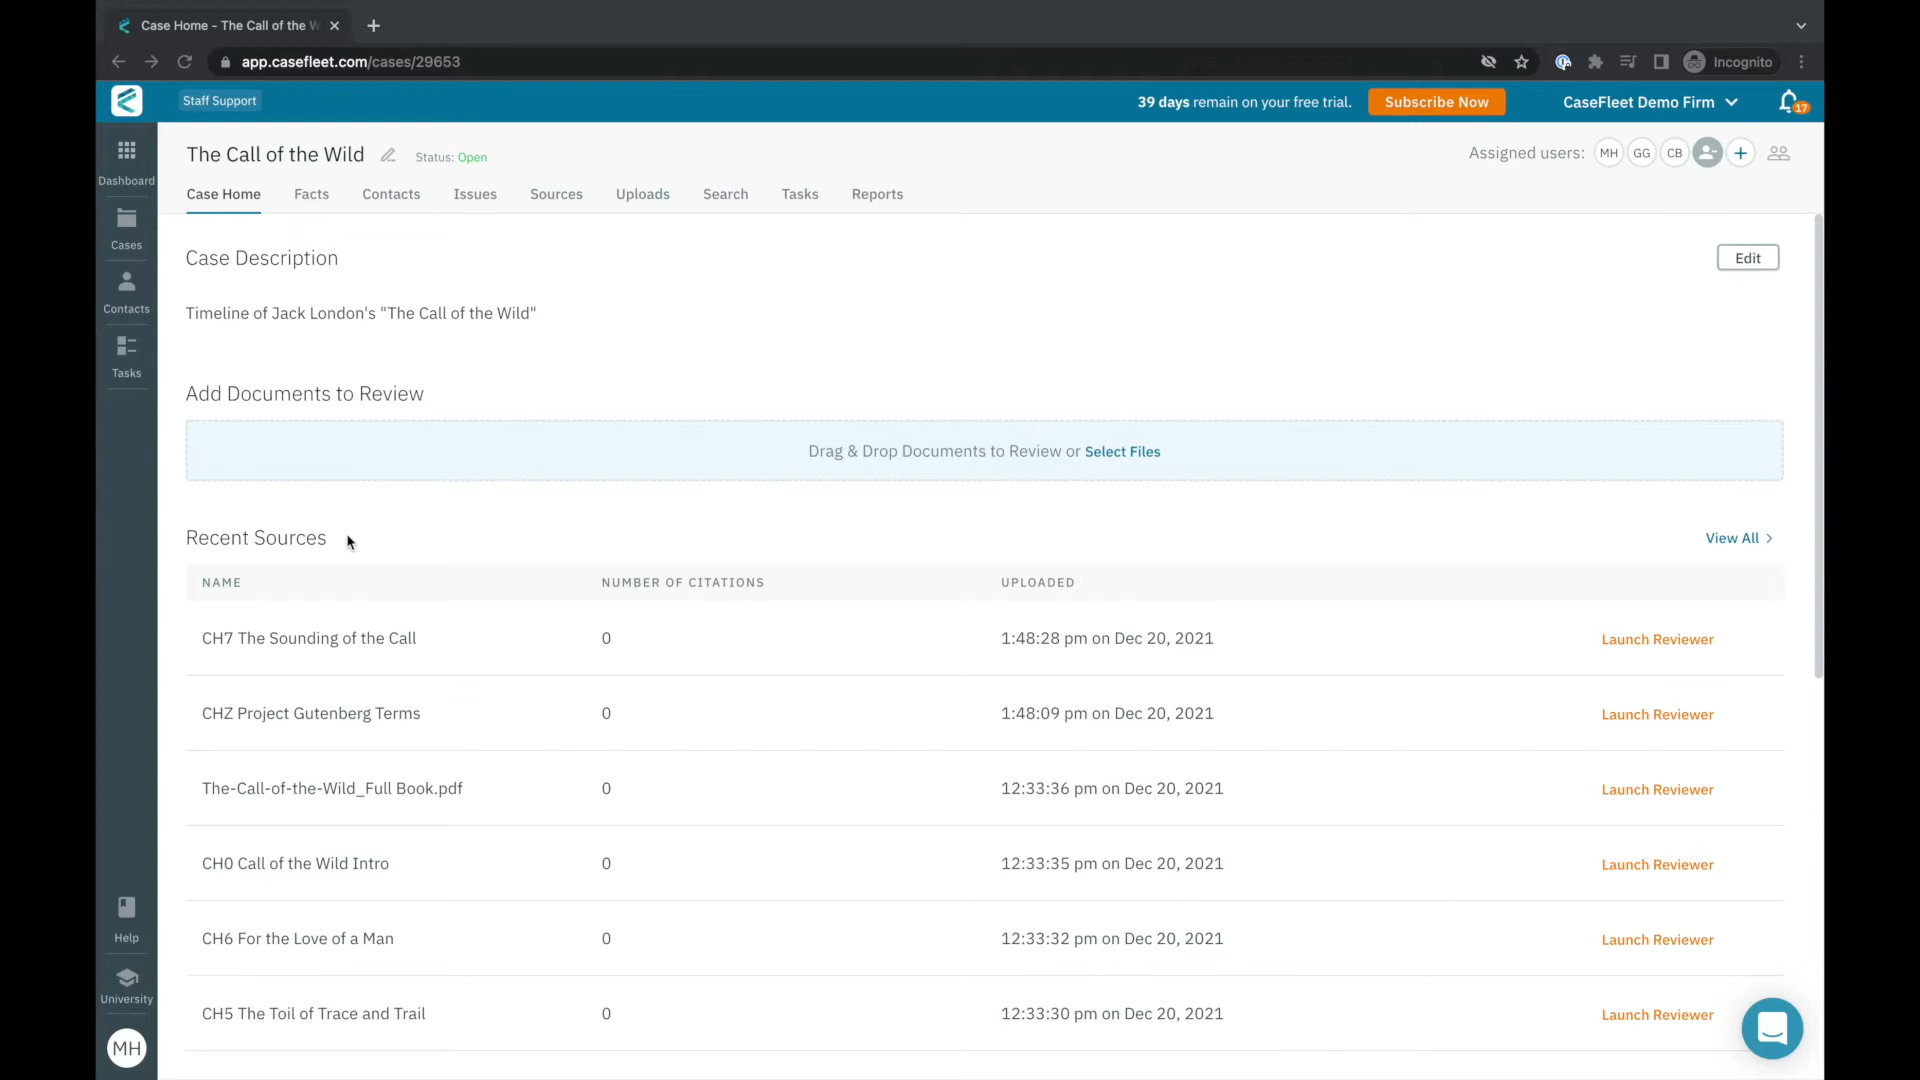 Case Home - The Call of the W
app.casefleet.com/cases/29653
Incognito
Staff Support
39 days remain on your free trial.
Subscribe Now
CaseFleet Demo Firm
17
Dashboard
Cases
Contacts
Tasks
Help
University
MH
The Call of the Wild
Status: Open
Assigned users:
MH
GG
CB
Case Home
Facts
Contacts
Issues
Sources
Uploads
Search
Tasks
Reports
Case Description
Edit
Timeline of Jack London's "The Call of the Wild"
Add Documents to Review
Drag & Drop Documents to Review or Select Files
Recent Sources
View All
NAME NUMBER OF CITATIONS UPLOADED
CH7 The Sounding of the Call 0 1:48:28 pm on Dec 20, 2021 Launch Reviewer
CHZ Project Gutenberg Terms 0 1:48:09 pm on Dec 20, 2021 Launch Reviewer
The-Call-of-the-Wild_Full Book.pdf 0 12:33:36 pm on Dec 20, 2021 Launch Reviewer
CH0 Call of the Wild Intro 0 12:33:35 pm on Dec 20, 2021 Launch Reviewer
CH6 For the Love of a Man 0 12:33:32 pm on Dec 20, 2021 Launch Reviewer
CH5 The Toil of Trace and Trail 0 12:33:30 pm on Dec 20, 2021 Launch Reviewer